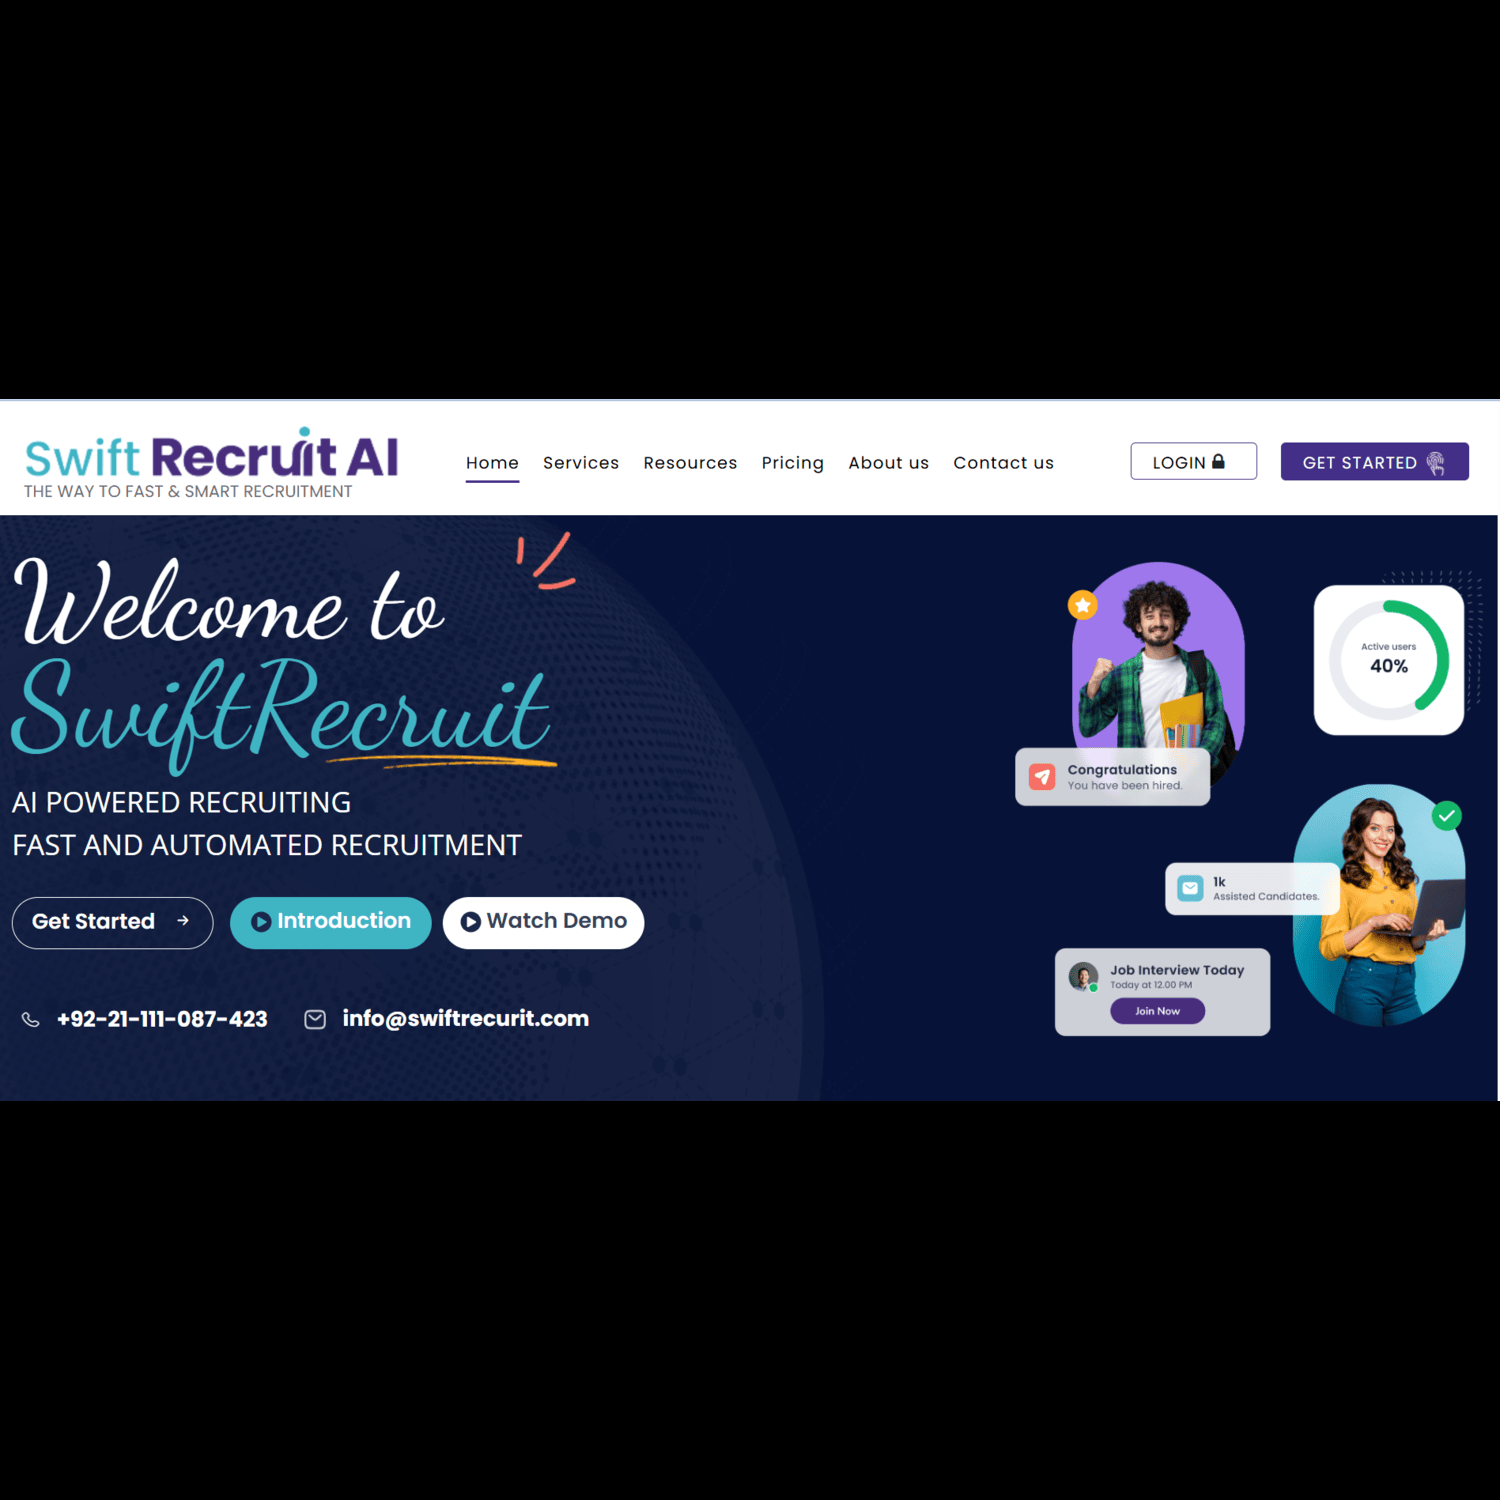 Swift Recruit AI
THE WAY TO FAST & SMART RECRUITMENT
Home Services Resources Pricing About us Contact us
LOGIN
GET STARTED
Welcome to
SwiftRecruit
AI POWERED RECRUITING
FAST AND AUTOMATED RECRUITMENT
Get Started
Introduction
Watch Demo
+92-21-111-087-423
info@swiftrecurit.com
Congratulations
You have been hired.
Active users
40%
1k
Assisted Candidates.
Job Interview Today
Today at 12.00 PM
Join Now